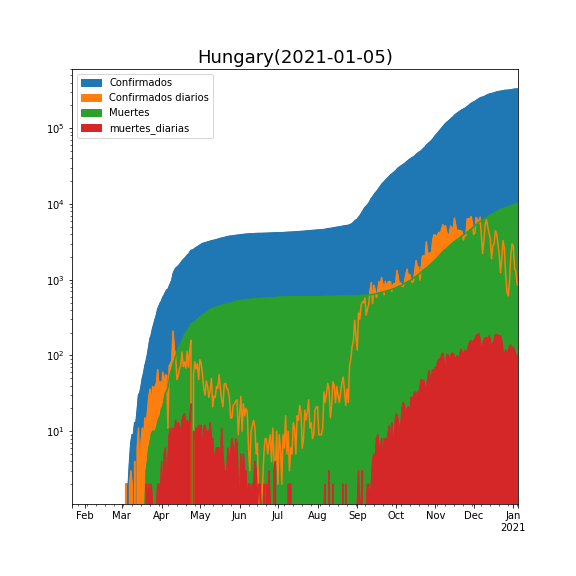 Hungary(2021-01-05)
Confirmados
Confirmados diarios
Muertes
muertes_diarias
10^5
10^4
10^3
10^2
10^1
Feb Mar Apr May Jun Jul Aug Sep Oct Nov Dec Jan
2021